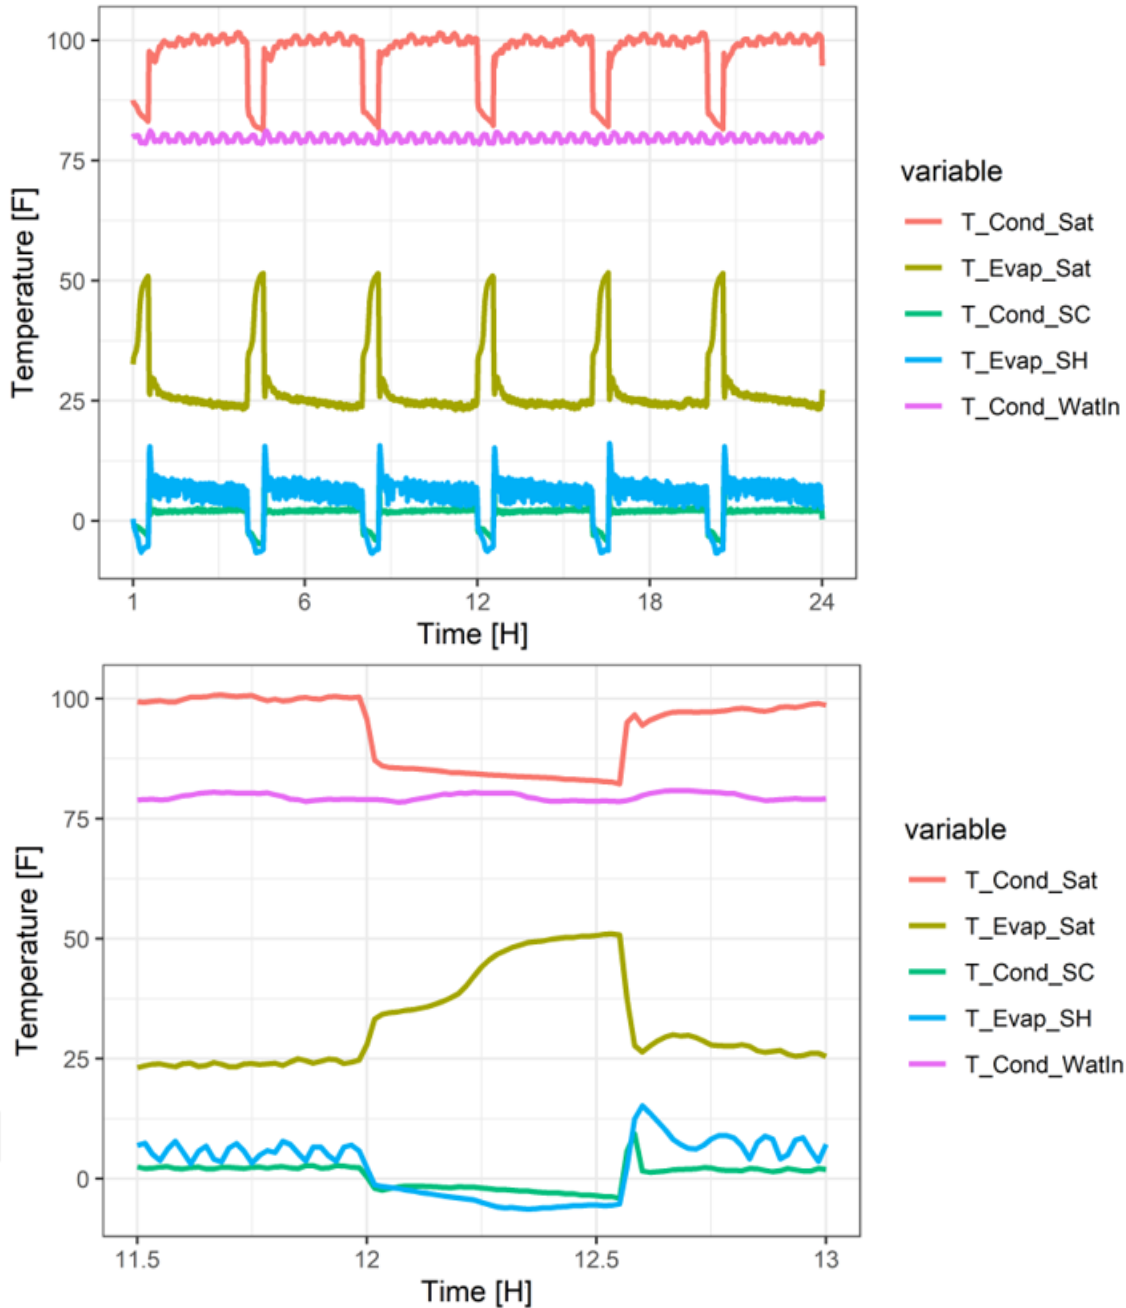 100
75
50
25
0
Temperature [F]
1
6
12
18
24
Time [H]
variable
T_Cond_Sat
T_Evap_Sat
T_Cond_SC
T_Evap_SH
T_Cond_WatIn
100
75
50
25
0
Temperature [F]
11.5
12
12.5
13
Time [H]
variable
T_Cond_Sat
T_Evap_Sat
T_Cond_SC
T_Evap_SH
T_Cond_WatIn